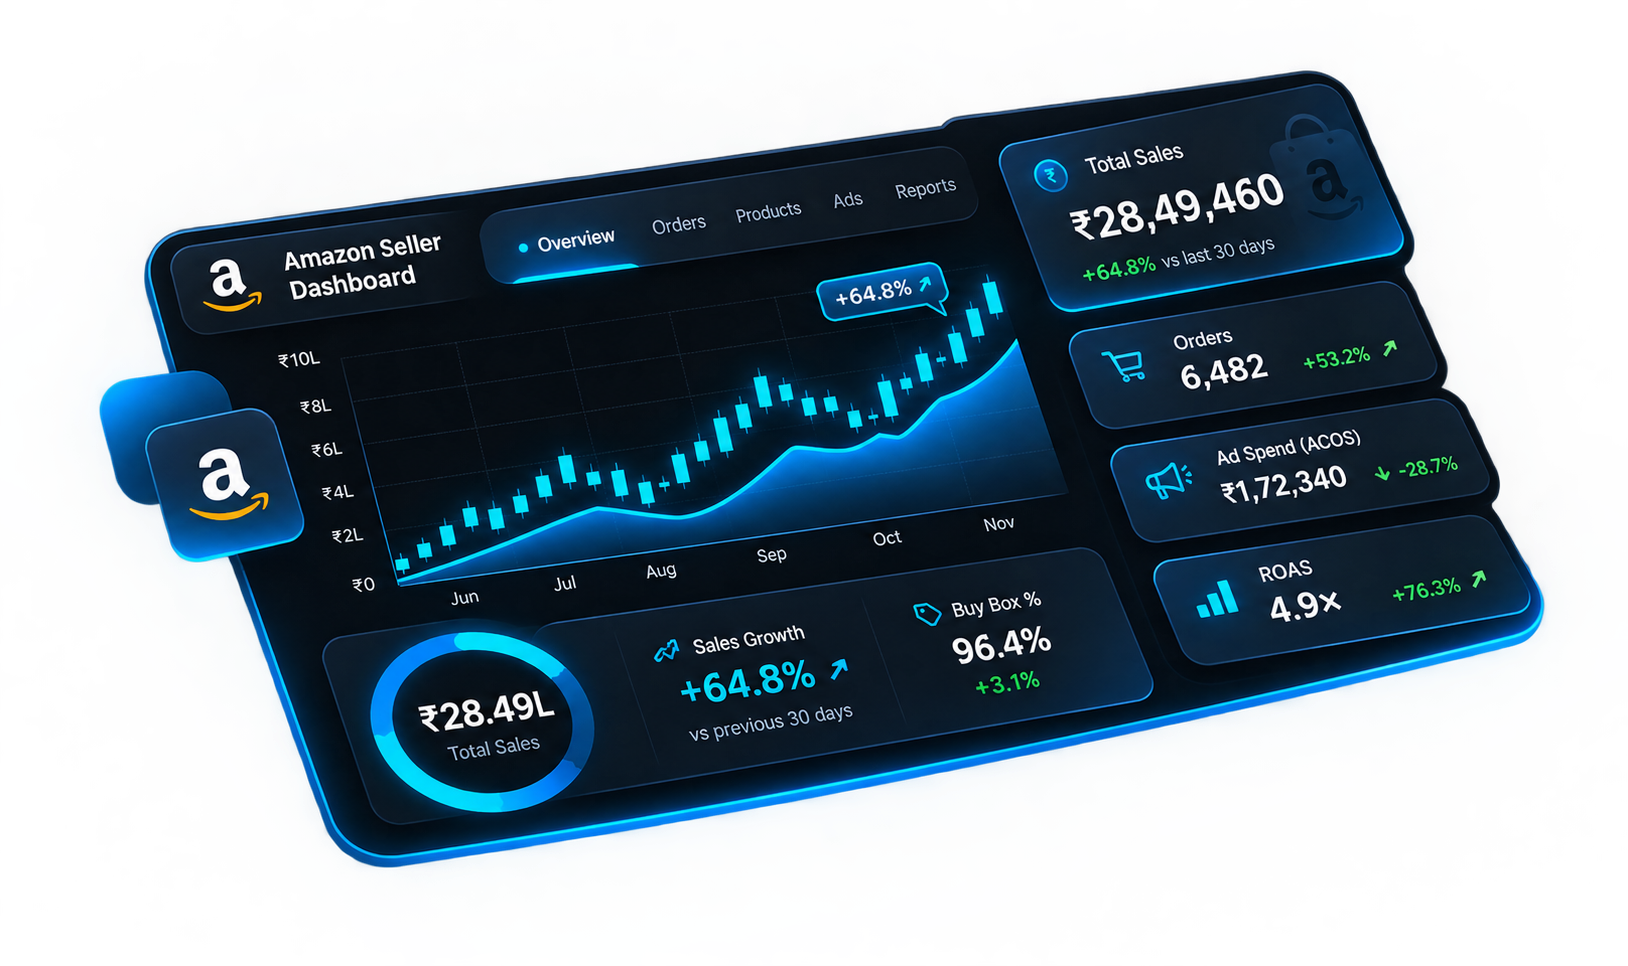 Amazon Seller
Dashboard
Overview
Orders
Products
Ads
Reports
+64.8%
₹10L
₹8L
₹6L
₹4L
₹2L
₹0
Jun
Jul
Aug
Sep
Oct
Nov
a
a
₹28.49L
Total Sales
Sales Growth
+64.8%
vs previous 30 days
Buy Box %
96.4%
+3.1%
₹
Total Sales
₹28,49,460
+64.8% vs last 30 days
a
Orders
6,482
+53.2%
Ad Spend (ACOS)
₹1,72,340
-28.7%
ROAS
4.9×
+76.3%